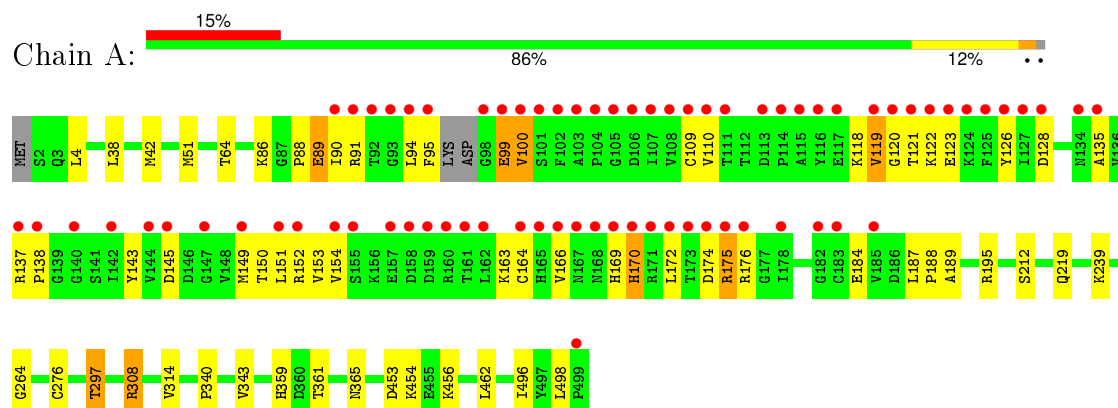 15%
Chain A:
86% 12% • •
MET S2 Q3 L4 L38 M42 M51 T64 K86 G87 P88 E89 I90 R91 T92 G93 L94 F95 LYS ASP G98 E99 V100 S101 F102 A103 P104 G105 D106 I107 V108 C109 V110 T111 T112 D113 P114 A115 Y116 E117 K118 V119 G120 T121 K122 E123 K124 F125 Y126 I127 D128 N134 A135
R137 P138 G139 G140 S141 I142 Y143 V144 D145 D146 G147 V148 M149 T150 L151 R152 V153 V154 S155 K156 E157 D158 D159 R160 T161 L162 K163 C164 H165 V166 N167 N168 H169 H170 R171 L172 T173 D174 R175 R176 G177 I178 G182 C183 E184 V185 D186 L187 P188 A189 R195 S212 Q219 K239
G264 C276 T297 R308 V314 P340 V343 H359 D360 T361 N365 D453 K454 E455 K456 L462 I496 Y497 L498 P499